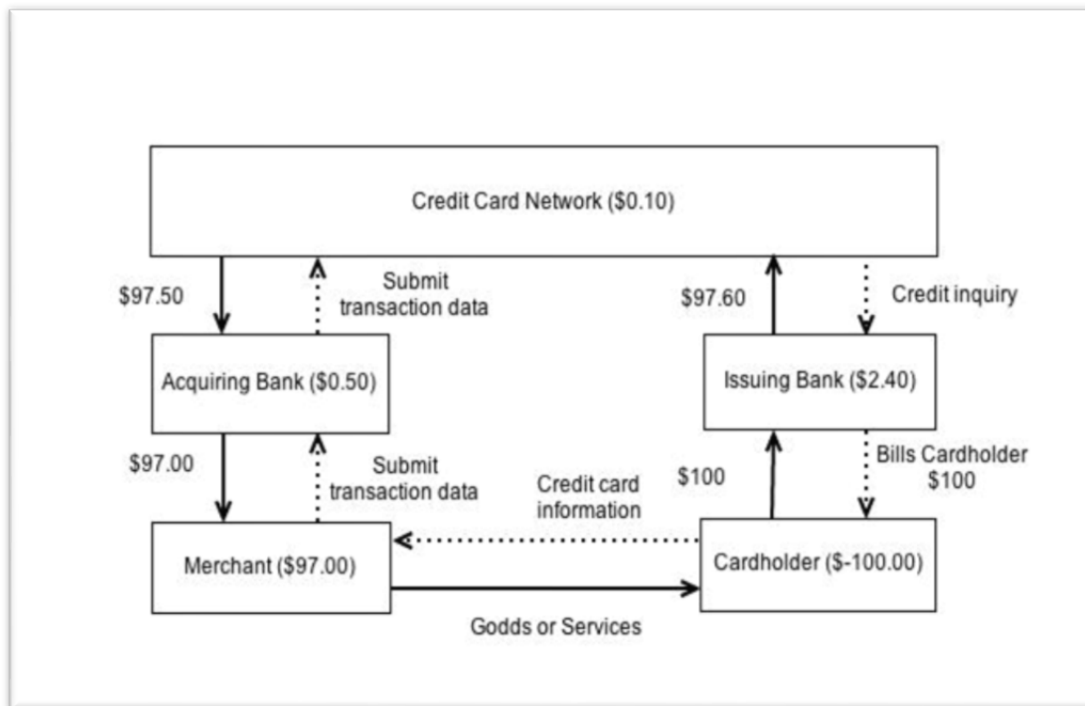 Credit Card Network ($0.10)
$97.50
Submit
transaction data
$97.60
Credit inquiry
Acquiring Bank ($0.50)
Issuing Bank ($2.40)
$97.00
Submit
transaction data
Credit card
information
$100
Bills Cardholder
$100
Merchant ($97.00)
Cardholder ($-100.00)
Godds or Services